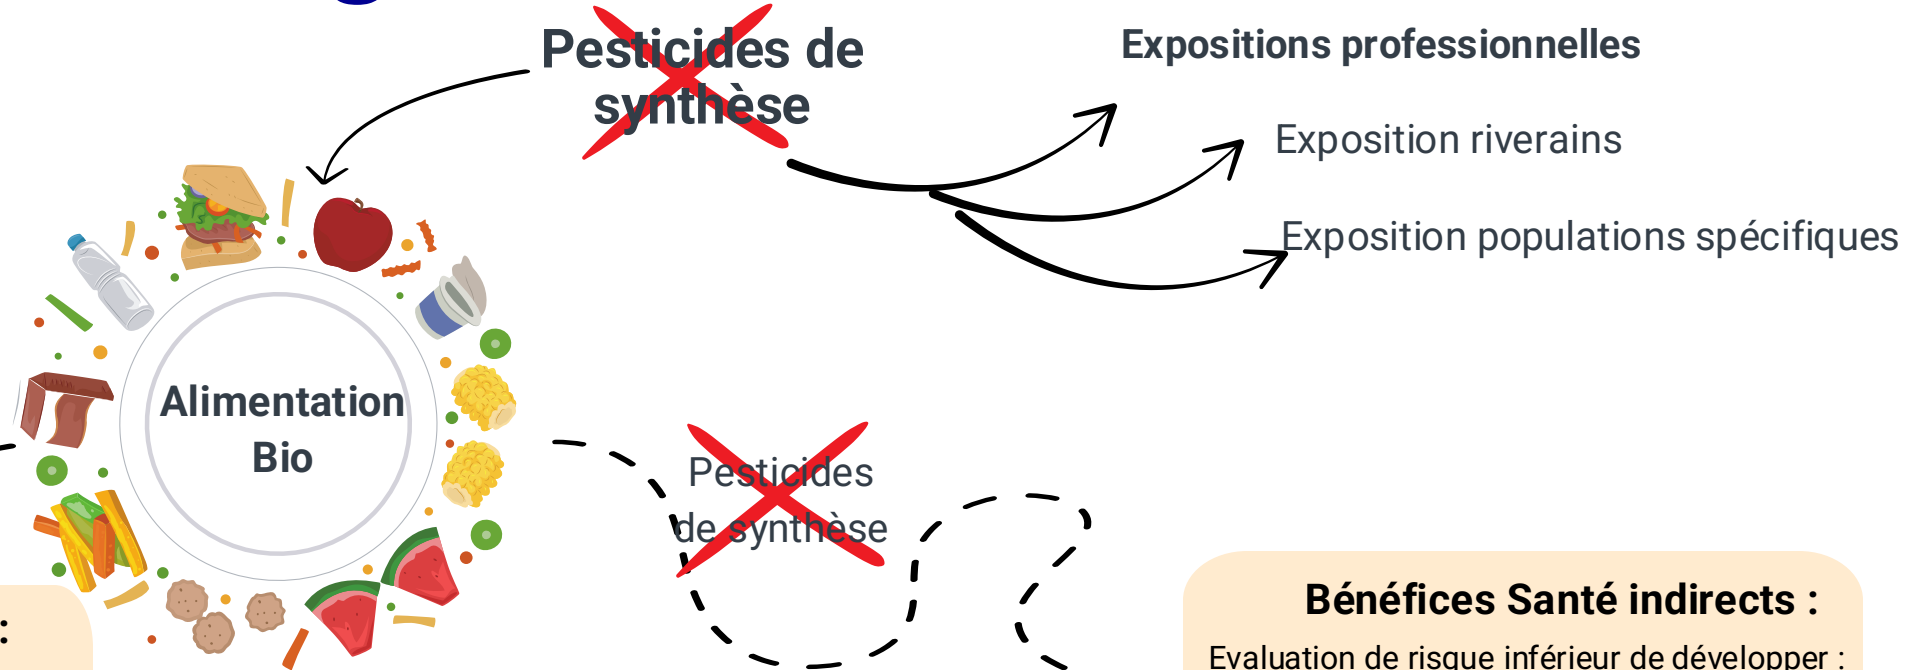 Pesticides de
synthèse
Expositions professionnelles
Exposition riverains
Exposition populations spécifiques
Alimentation
Bio
Pesticides
de synthèse
:
Bénéfices Santé indirects :
Evaluation de risque inférieur de développer :